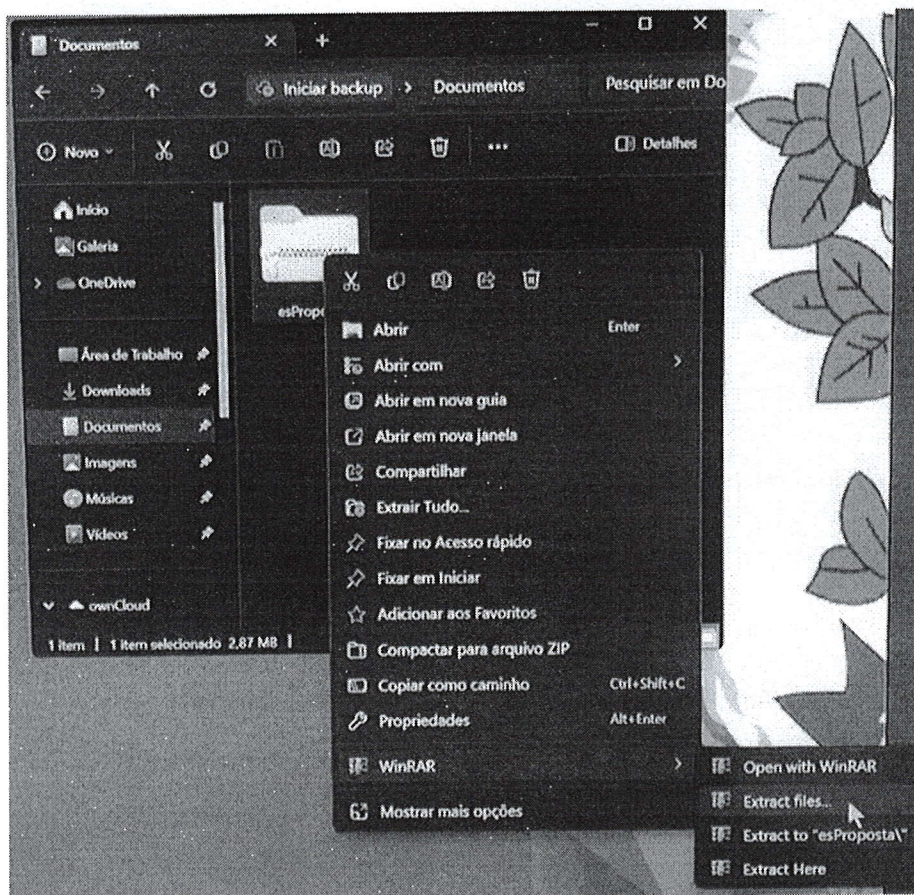 Documentos
Iniciar backup > Documentos
Pesquisar em Do
Novo
Detalhes
Início
Galeria
OneDrive
Área de Trabalho
Downloads
Documentos
Imagens
Músicas
Vídeos
ownCloud
1 item | 1 item selecionado 2,87 MB |
esPropo
Abrir Enter
Abrir com
Abrir em nova guia
Abrir em nova janela
Compartilhar
Extrair Tudo...
Fixar no Acesso rápido
Fixar em Iniciar
Adicionar aos Favoritos
Compactar para arquivo ZIP
Copiar como caminho Ctrl+Shift+C
Propriedades Alt+Enter
WinRAR
Mostrar mais opções
Open with WinRAR
Extract files...
Extract to "esProposta\"
Extract Here